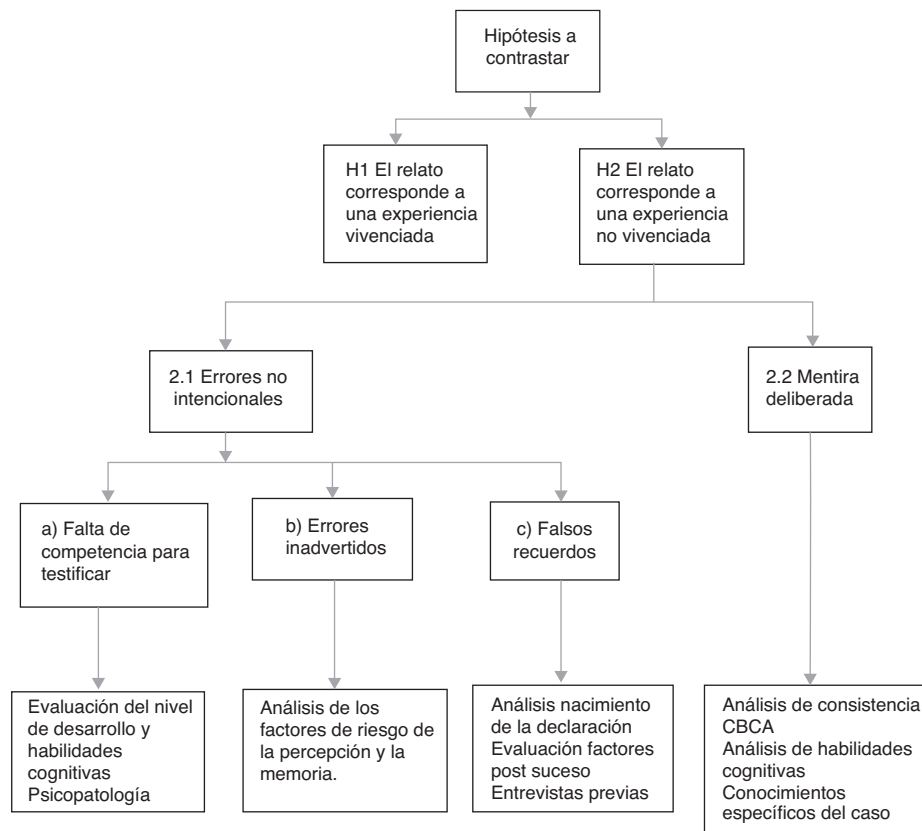 Hipótesis a
contrastar
H1 El relato
corresponde a
una experiencia
vivenciada
H2 El relato
corresponde a
una experiencia
no vivenciada
2.1 Errores no
intencionales
2.2 Mentira
deliberada
a) Falta de
competencia para
testificar
b) Errores
inadvertidos
c) Falsos
recuerdos
Evaluación del nivel
de desarrollo y
habilidades
cognitivas
Psicopatología
Análisis de los
factores de riesgo de
la percepción y la
memoria.
Análisis nacimiento
de la declaración
Evaluación factores
post suceso
Entrevistas previas
Análisis de consistencia
CBCA
Análisis de habilidades
cognitivas
Conocimientos
específicos del caso